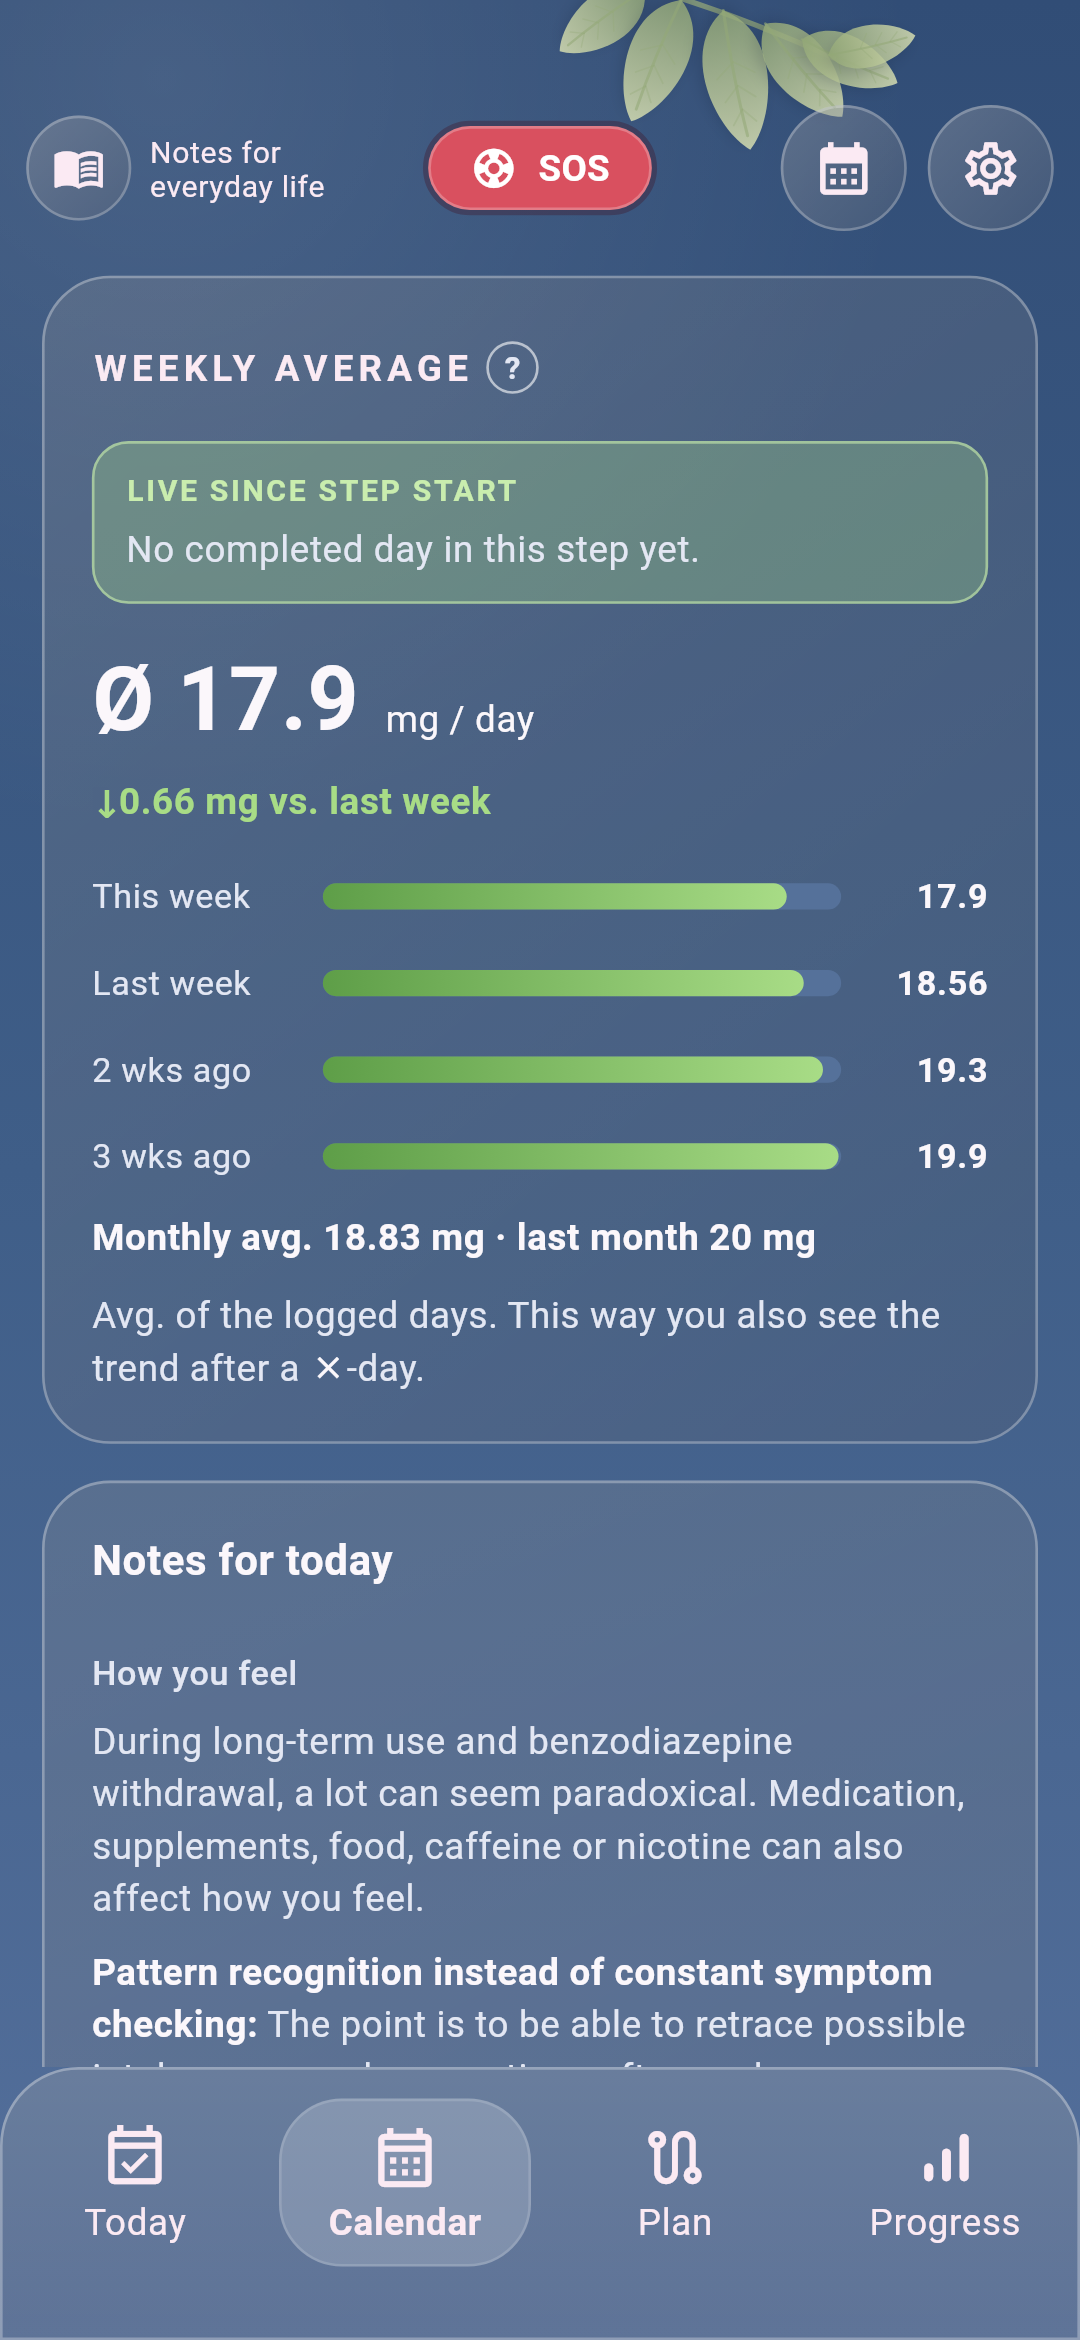 Notes for
everyday life
SOS
WEEKLY AVERAGE ?
LIVE SINCE STEP START
No completed day in this step yet.
Ø 17.9 mg / day
↓0.66 mg vs. last week
This week 17.9
Last week 18.56
2 wks ago 19.3
3 wks ago 19.9
Monthly avg. 18.83 mg · last month 20 mg
Avg. of the logged days. This way you also see the
trend after a ×-day.
Notes for today
How you feel
During long-term use and benzodiazepine
withdrawal, a lot can seem paradoxical. Medication,
supplements, food, caffeine or nicotine can also
affect how you feel.
Pattern recognition instead of constant symptom
checking: The point is to be able to retrace possible
Today
Calendar
Plan
Progress